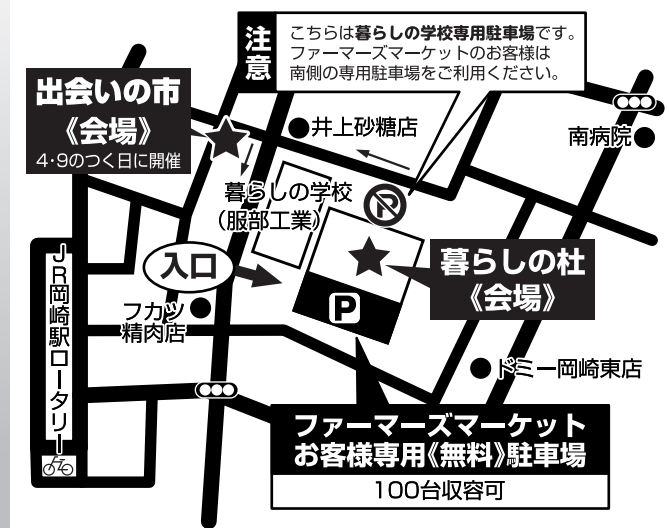 注意
こちらは暮らしの学校専用駐車場です。
ファーマーズマーケットのお客様は
南側の専用駐車場をご利用ください。
出会いの市
《会場》
4・9のつく日に開催
井上砂糖店
南病院
暮らしの学校
(服部工業)
入口
暮らしの杜
《会場》
P
フカツ
精肉店
JR岡崎駅ロータリー
ドミー岡崎東店
ファーマーズマーケット
お客様専用《無料》駐車場
100台収容可